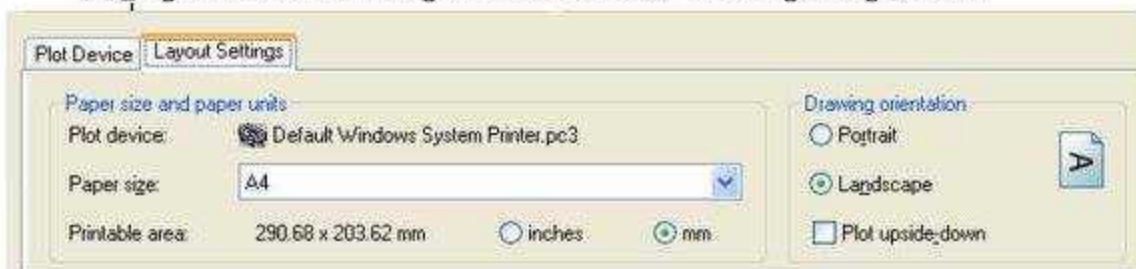 Plot Device Layout Settings
Paper size and paper units
Plot device: Default Windows System Printer.pc3
Paper size: A4
Printable area: 290.68 x 203.62 mm inches mm
Drawing orientation
Portrait
Landscape
A
Plot upside-down